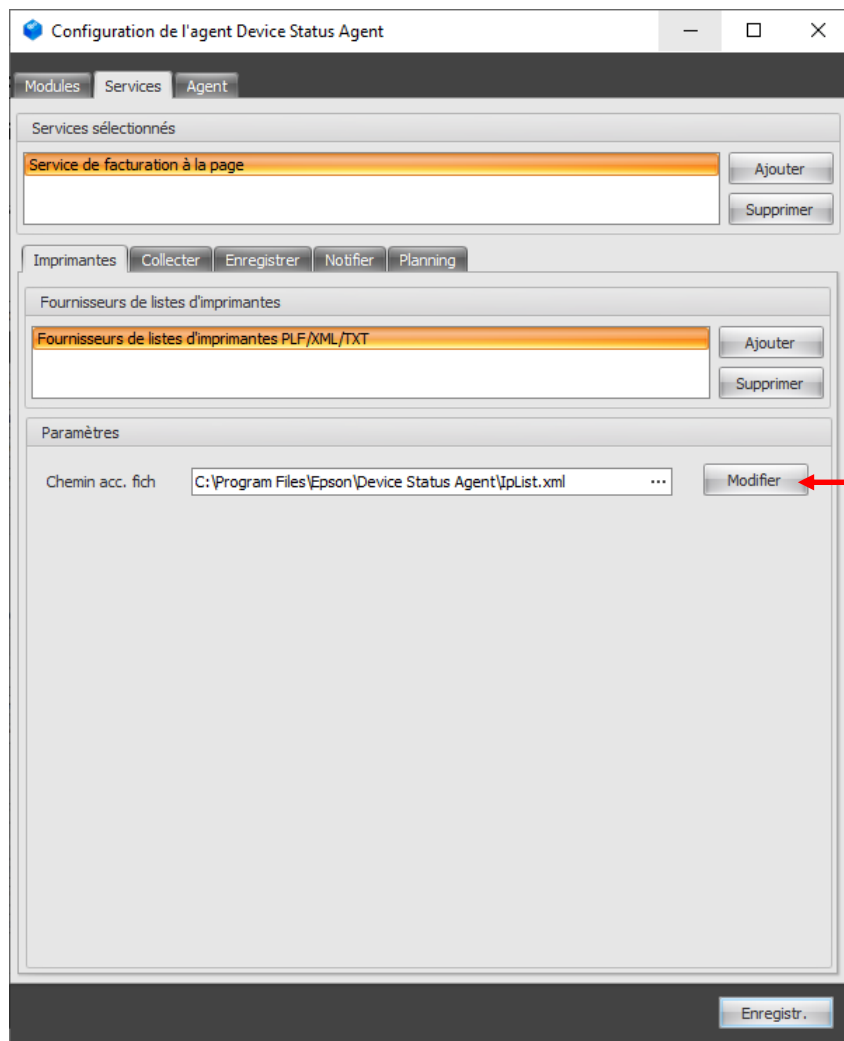 Configuration de l'agent Device Status Agent
Modules Services Agent
Services sélectionnés
Service de facturation à la page
Ajouter
Supprimer
Imprimantes Collecter Enregistrer Notifier Planning
Fournisseurs de listes d'imprimantes
Fournisseurs de listes d'imprimantes PLF/XML/TXT
Ajouter
Supprimer
Paramètres
Chemin acc. fich C:\Program Files\Epson\Device Status Agent\IpList.xml ... Modifier
Enregistr.